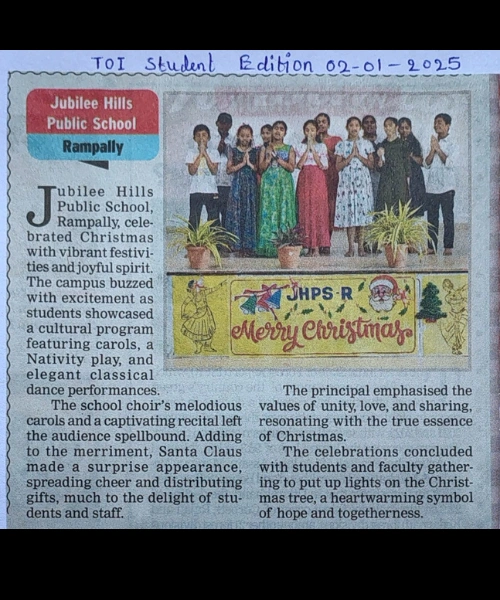 TOI Student Edition 02-01-2025
Jubilee Hills
Public School
Rampally
JHPS-R
Merry Christmas
Jubilee Hills
Public School,
Rampally, cele-
brated Christmas
with vibrant festivi-
ties and joyful spirit.
The campus buzzed
with excitement as
students showcased
a cultural program
featuring carols, a
Nativity play, and
elegant classical
dance performances.
The school choir's melodious
carols and a captivating recital left
the audience spellbound. Adding
to the merriment, Santa Claus
made a surprise appearance,
spreading cheer and distributing
gifts, much to the delight of stu-
dents and staff.
The principal emphasised the
values of unity, love, and sharing,
resonating with the true essence
of Christmas.
The celebrations concluded
with students and faculty gather-
ing to put up lights on the Christ-
mas tree, a heartwarming symbol
of hope and togetherness.